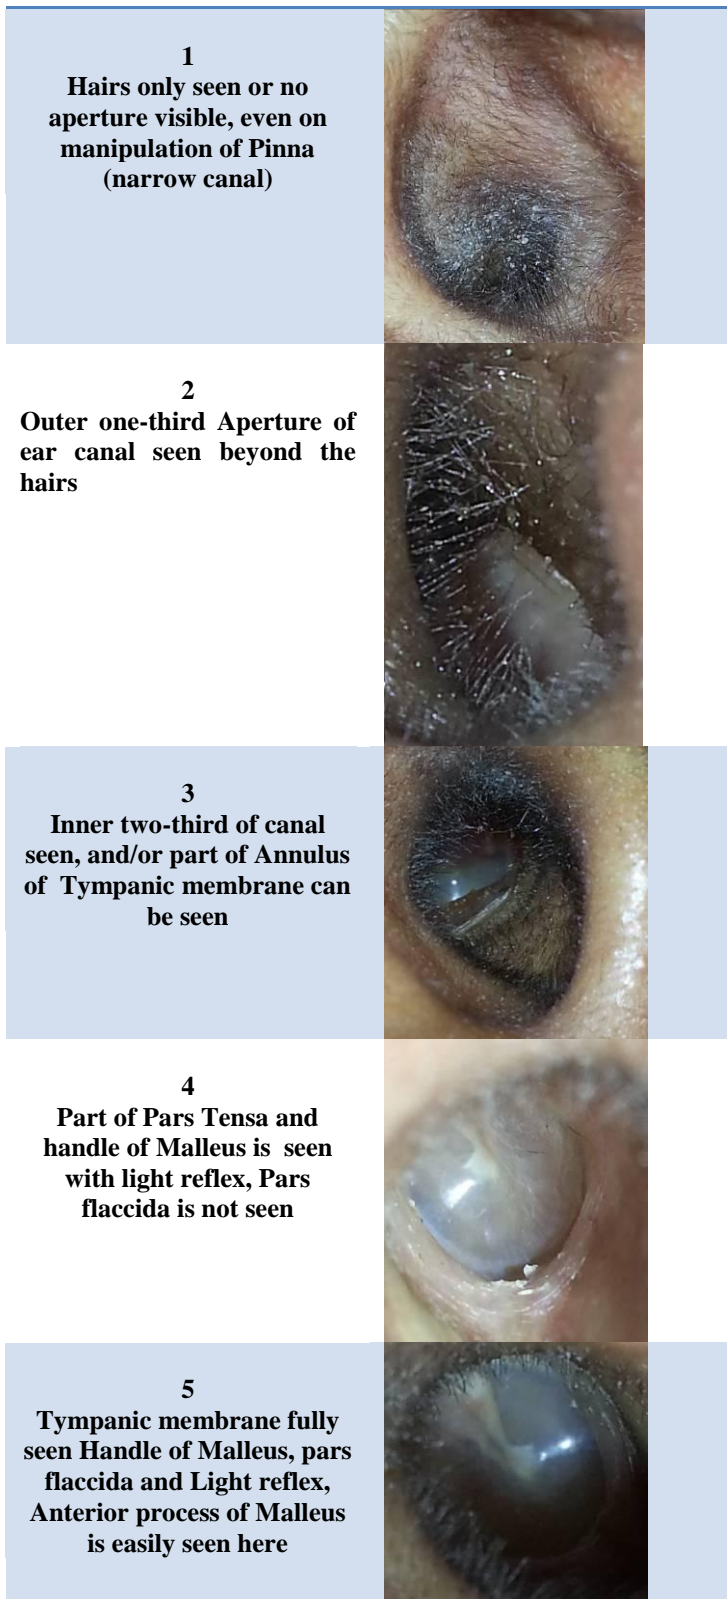 1
Hairs only seen or no
aperture visible, even on
manipulation of Pinna
(narrow canal)
2
Outer one-third Aperture of
ear canal seen beyond the
hairs
3
Inner two-third of canal
seen, and/or part of Annulus
of Tympanic membrane can
be seen
4
Part of Pars Tensa and
handle of Malleus is seen
with light reflex, Pars
flaccida is not seen
5
Tympanic membrane fully
seen Handle of Malleus, pars
flaccida and Light reflex,
Anterior process of Malleus
is easily seen here